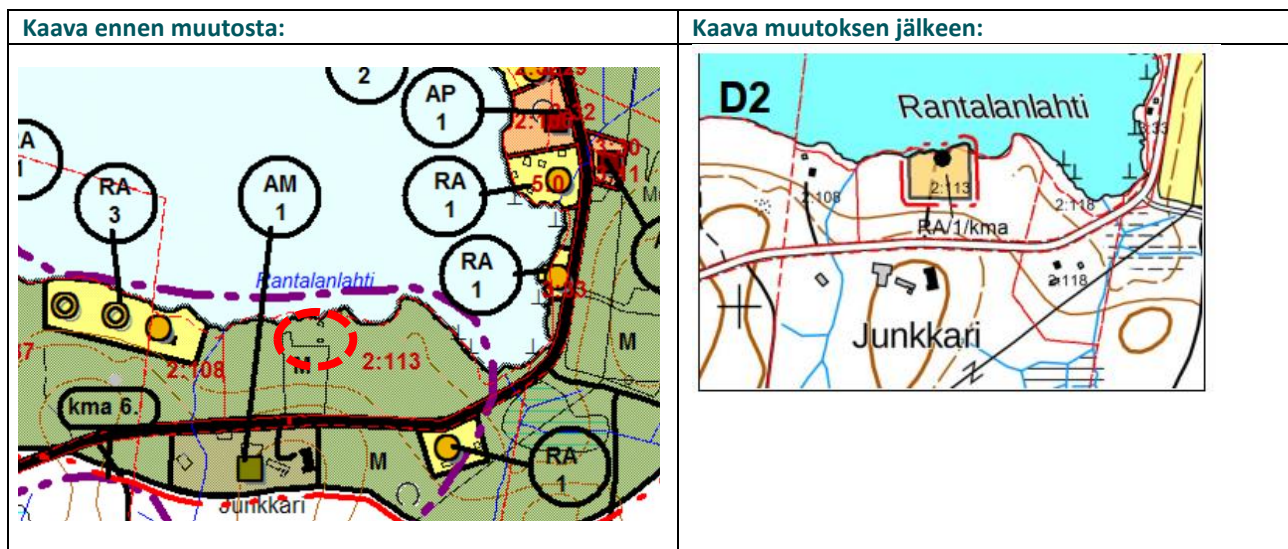 Kaava ennen muutosta:
2
AP
1
RA
1
RA
3
AM
1
RA
1
Rantalanlahti
M
2:108
2:113
M
kma 6.
M
RA
1
Junkkari
Kaava muutoksen jälkeen:
D2
Rantalanlahti
2:108
2:113
RA/1/kma
2:118
2:118
Junkkari